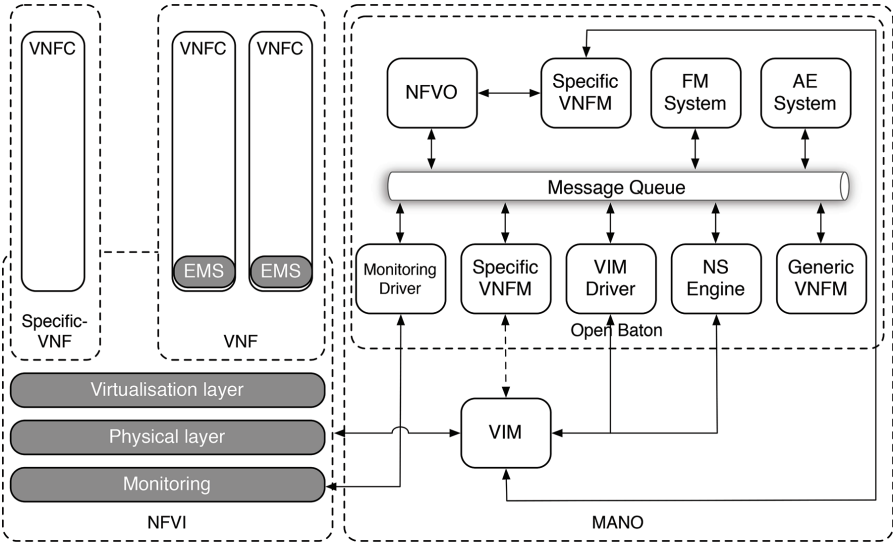 VNFC
VNFC
VNFC
EMS
EMS
Specific-
VNF
VNF
Virtualisation layer
Physical layer
Monitoring
NFVI
NFVO
Specific
VNFM
FM
System
AE
System
Message Queue
Monitoring
Driver
Specific
VNFM
VIM
Driver
NS
Engine
Generic
VNFM
Open Baton
VIM
MANO